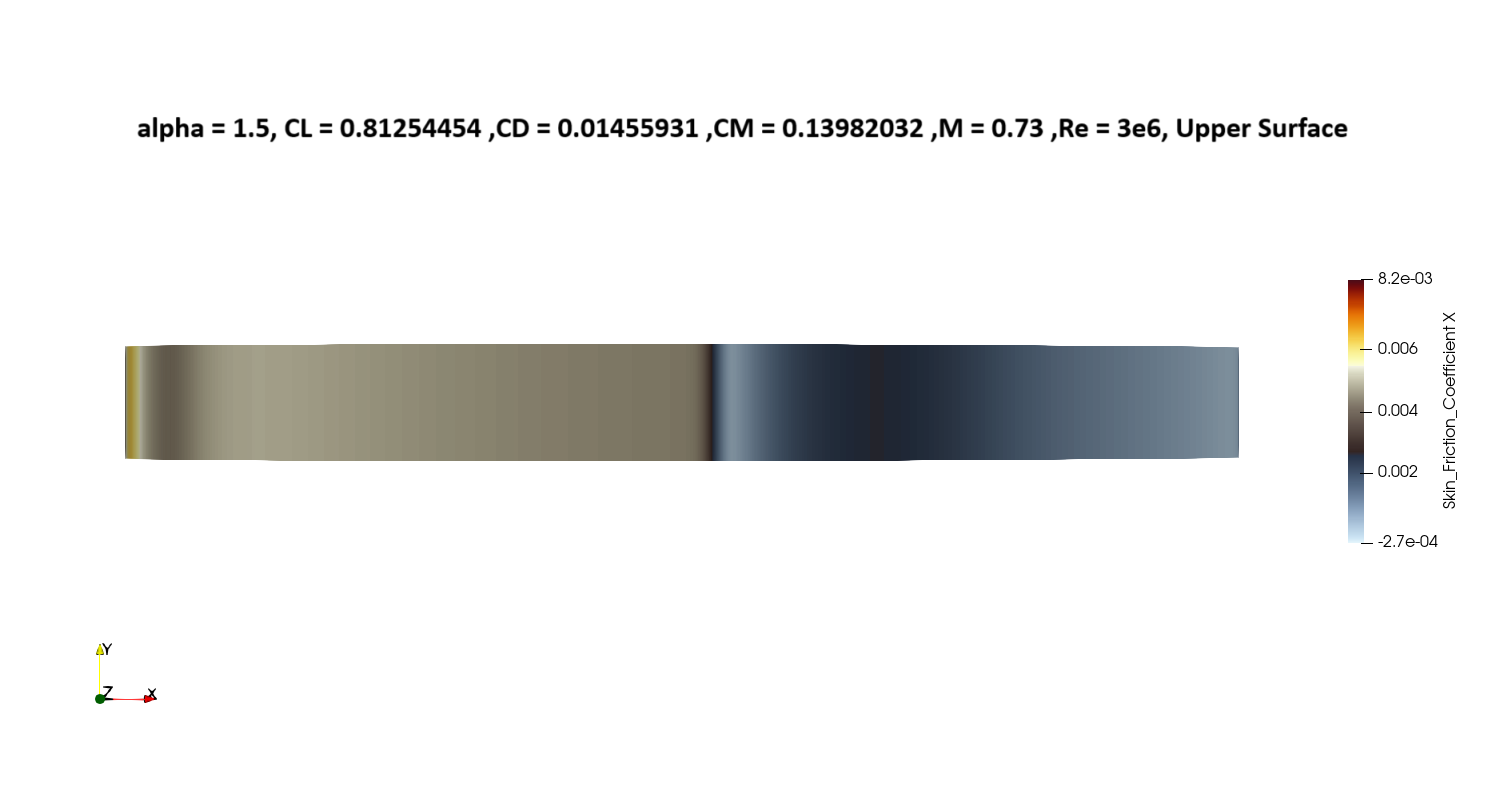 alpha = 1.5, CL = 0.81254454 ,CD = 0.01455931 ,CM = 0.13982032 ,M = 0.73 ,Re = 3e6, Upper Surface
8.2e-03
0.006
0.004
0.002
-2.7e-04
Skin_Friction_Coefficient X
Y
Z
X